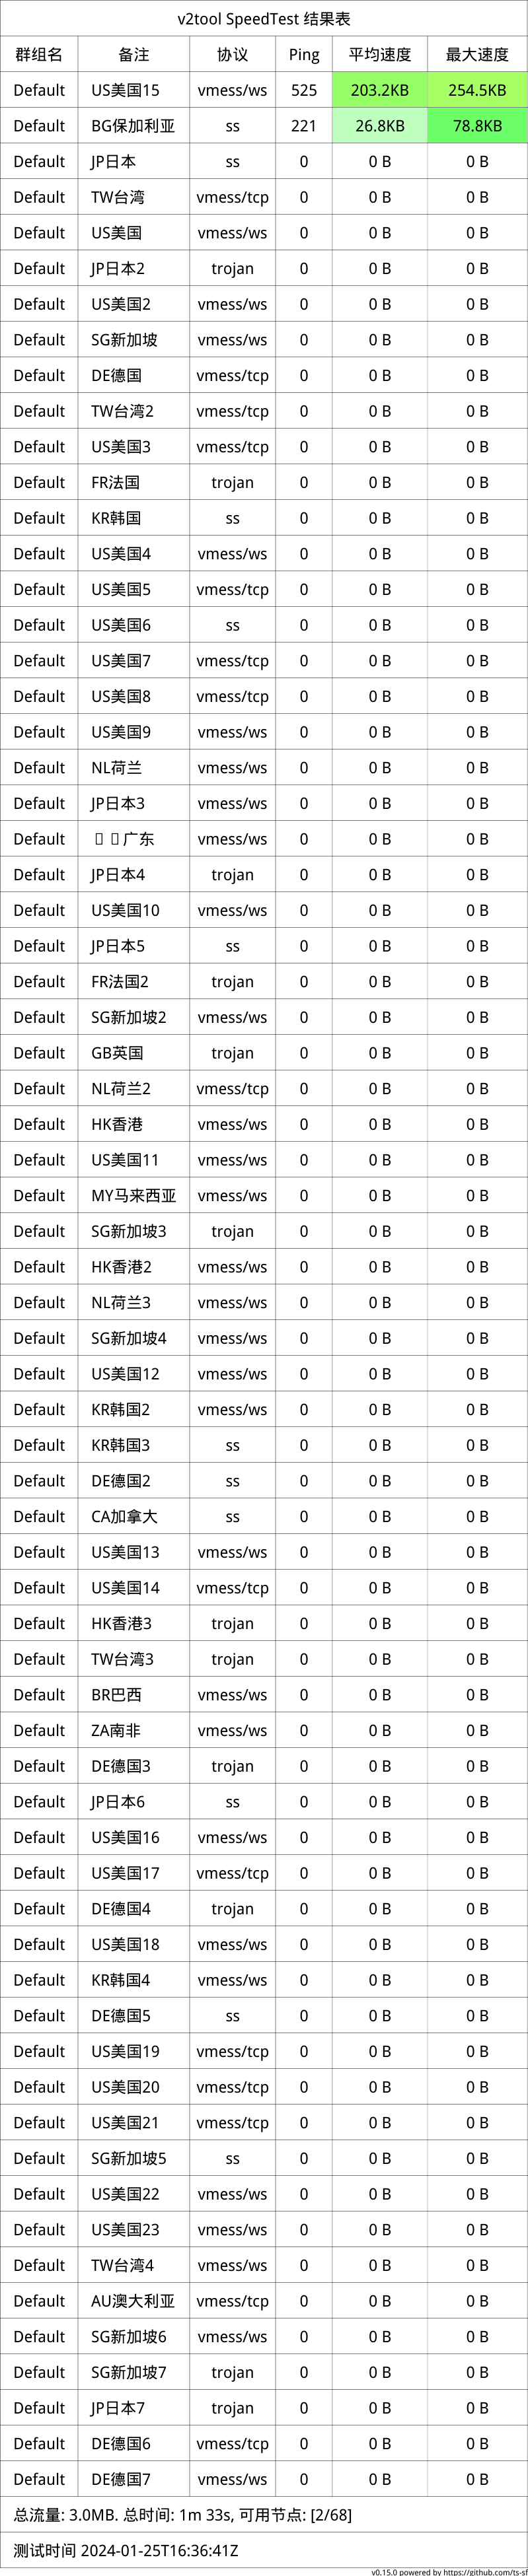 v2tool SpeedTest 结果表
群组名 备注 协议 Ping 平均速度 最大速度
Default US美国15 vmess/ws 525 203.2KB 254.5KB
Default BG保加利亚 ss 221 26.8KB 78.8KB
Default JP日本 ss 0 0 B 0 B
Default TW台湾 vmess/tcp 0 0 B 0 B
Default US美国 vmess/ws 0 0 B 0 B
Default JP日本2 trojan 0 0 B 0 B
Default US美国2 vmess/ws 0 0 B 0 B
Default SG新加坡 vmess/ws 0 0 B 0 B
Default DE德国 vmess/tcp 0 0 B 0 B
Default TW台湾2 vmess/tcp 0 0 B 0 B
Default US美国3 vmess/tcp 0 0 B 0 B
Default FR法国 trojan 0 0 B 0 B
Default KR韩国 ss 0 0 B 0 B
Default US美国4 vmess/ws 0 0 B 0 B
Default US美国5 vmess/tcp 0 0 B 0 B
Default US美国6 ss 0 0 B 0 B
Default US美国7 vmess/tcp 0 0 B 0 B
Default US美国8 vmess/tcp 0 0 B 0 B
Default US美国9 vmess/ws 0 0 B 0 B
Default NL荷兰 vmess/ws 0 0 B 0 B
Default JP日本3 vmess/ws 0 0 B 0 B
Default 广东 vmess/ws 0 0 B 0 B
Default JP日本4 trojan 0 0 B 0 B
Default US美国10 vmess/ws 0 0 B 0 B
Default JP日本5 ss 0 0 B 0 B
Default FR法国2 trojan 0 0 B 0 B
Default SG新加坡2 vmess/ws 0 0 B 0 B
Default GB英国 trojan 0 0 B 0 B
Default NL荷兰2 vmess/tcp 0 0 B 0 B
Default HK香港 vmess/ws 0 0 B 0 B
Default US美国11 vmess/ws 0 0 B 0 B
Default MY马来西亚 vmess/ws 0 0 B 0 B
Default SG新加坡3 trojan 0 0 B 0 B
Default HK香港2 vmess/ws 0 0 B 0 B
Default NL荷兰3 vmess/ws 0 0 B 0 B
Default SG新加坡4 vmess/ws 0 0 B 0 B
Default US美国12 vmess/ws 0 0 B 0 B
Default KR韩国2 vmess/ws 0 0 B 0 B
Default KR韩国3 ss 0 0 B 0 B
Default DE德国2 ss 0 0 B 0 B
Default CA加拿大 ss 0 0 B 0 B
Default US美国13 vmess/ws 0 0 B 0 B
Default US美国14 vmess/tcp 0 0 B 0 B
Default HK香港3 trojan 0 0 B 0 B
Default TW台湾3 trojan 0 0 B 0 B
Default BR巴西 vmess/ws 0 0 B 0 B
Default ZA南非 vmess/ws 0 0 B 0 B
Default DE德国3 trojan 0 0 B 0 B
Default JP日本6 ss 0 0 B 0 B
Default US美国16 vmess/ws 0 0 B 0 B
Default US美国17 vmess/tcp 0 0 B 0 B
Default DE德国4 trojan 0 0 B 0 B
Default US美国18 vmess/ws 0 0 B 0 B
Default KR韩国4 vmess/ws 0 0 B 0 B
Default DE德国5 ss 0 0 B 0 B
Default US美国19 vmess/tcp 0 0 B 0 B
Default US美国20 vmess/tcp 0 0 B 0 B
Default US美国21 vmess/tcp 0 0 B 0 B
Default SG新加坡5 ss 0 0 B 0 B
Default US美国22 vmess/ws 0 0 B 0 B
Default US美国23 vmess/ws 0 0 B 0 B
Default TW台湾4 vmess/ws 0 0 B 0 B
Default AU澳大利亚 vmess/tcp 0 0 B 0 B
Default SG新加坡6 vmess/ws 0 0 B 0 B
Default SG新加坡7 trojan 0 0 B 0 B
Default JP日本7 trojan 0 0 B 0 B
Default DE德国6 vmess/tcp 0 0 B 0 B
Default DE德国7 vmess/ws 0 0 B 0 B
总流量: 3.0MB. 总时间: 1m 33s, 可用节点: [2/68]
测试时间 2024-01-25T16:36:41Z
v0.15.0 powered by https://github.com/ts-sf